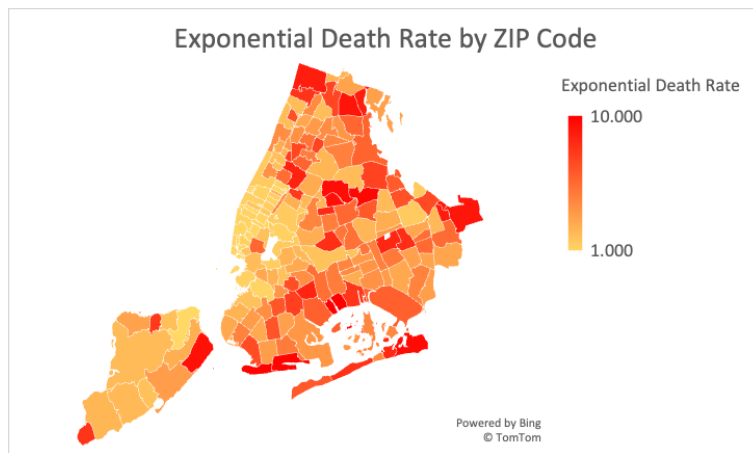 Exponential Death Rate by ZIP Code
Exponential Death Rate
10.000
1.000
Powered by Bing
© TomTom